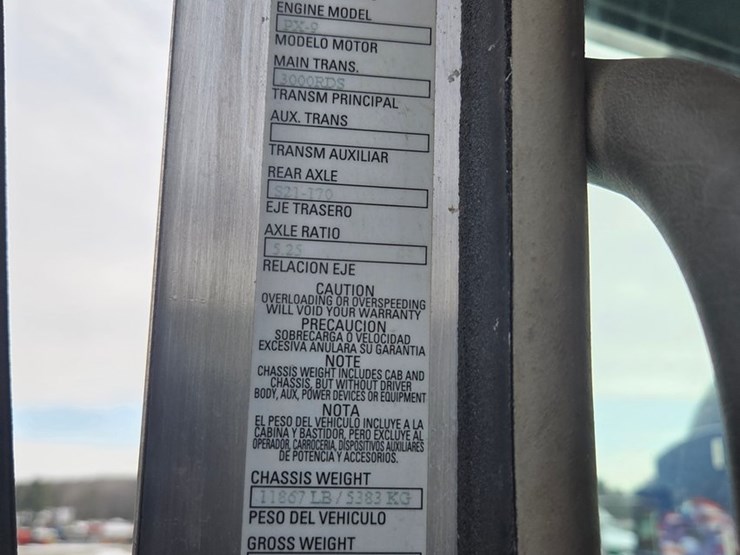 ENGINE MODEL
PX-9
MODELO MOTOR
MAIN TRANS.
3000RDS
TRANSM PRINCIPAL
AUX. TRANS
TRANSM AUXILIAR
REAR AXLE
S21-170
EJE TRASERO
AXLE RATIO
5.25
RELACION EJE
CAUTION
OVERLOADING OR OVERSPEEDING
WILL VOID YOUR WARRANTY
PRECAUCION
SOBRECARGA O VELOCIDAD
EXCESIVA ANULARA SU GARANTIA
NOTE
CHASSIS WEIGHT INCLUDES CAB AND
CHASSIS, BUT WITHOUT DRIVER
BODY, AUX, POWER DEVICES OR EQUIPMENT
NOTA
EL PESO DEL VEHICULO INCLUYE A LA
CABINA Y BASTIDOR, PERO EXCLUYE AL
OPERADOR, CARROCERIA, DISPOSITIVOS AUXILIARES
DE POTENCIA Y ACCESORIOS.
CHASSIS WEIGHT
11867 LB / 5383 KG
PESO DEL VEHICULO
GROSS WEIGHT